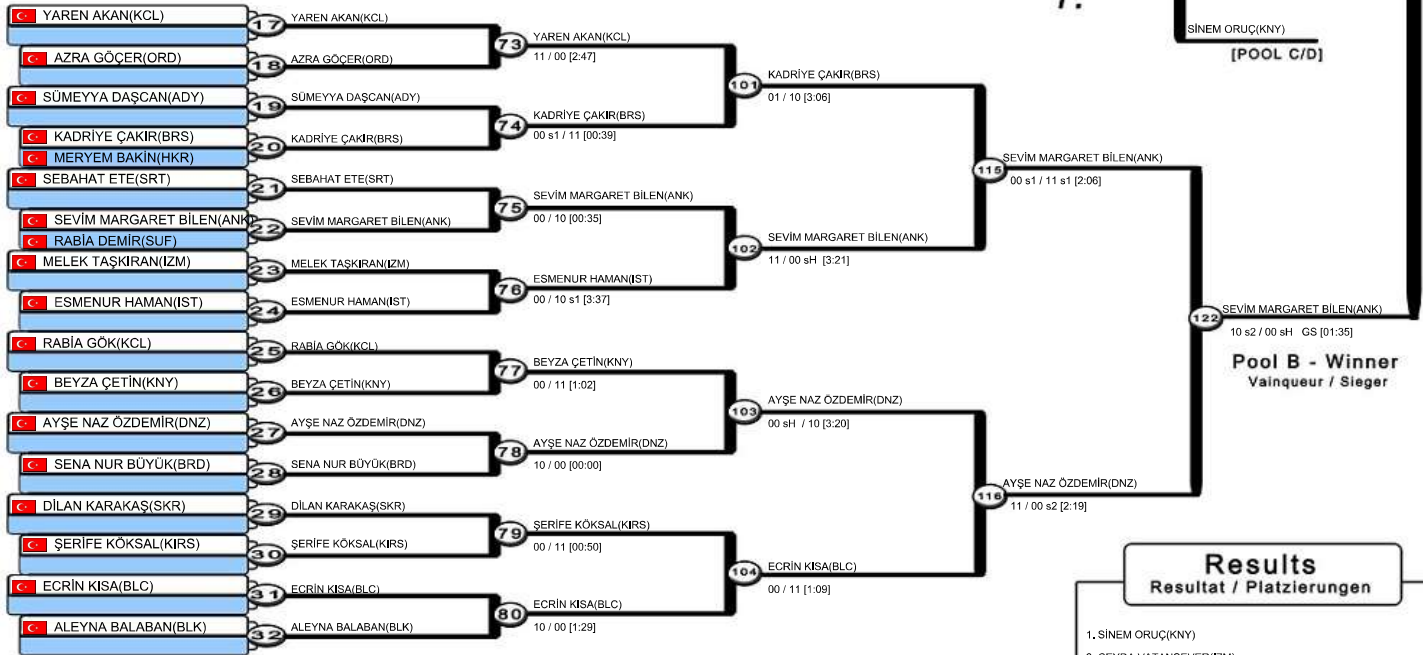 YAREN AKAN(KCL)
AZRA GÖÇER(ORD)
SÜMEYYA DAŞCAN(ADY)
KADRİYE ÇAKIR(BRS)
MERYEM BAKİN(HKR)
SEBAHAT ETE(SRT)
SEVİM MARGARET BİLEN(ANK)
RABİA DEMİR(SUF)
MELEK TAŞKIRAN(IZM)
ESMENUR HAMAN(IST)
RABİA GÖK(KCL)
BEYZA ÇETİN(KNY)
AYŞE NAZ ÖZDEMİR(DNZ)
SENA NUR BÜYÜK(BRD)
DİLAN KARAKAŞ(SKR)
ŞERİFE KÖKSAL(KIRS)
ECRİN KISA(BLC)
ALEYNA BALABAN(BLK)
17 YAREN AKAN(KCL)
18 AZRA GÖÇER(ORD)
19 SÜMEYYA DAŞCAN(ADY)
20 KADRİYE ÇAKIR(BRS)
21 SEBAHAT ETE(SRT)
22 SEVİM MARGARET BİLEN(ANK)
23 MELEK TAŞKIRAN(IZM)
24 ESMENUR HAMAN(IST)
25 RABİA GÖK(KCL)
26 BEYZA ÇETİN(KNY)
27 AYŞE NAZ ÖZDEMİR(DNZ)
28 SENA NUR BÜYÜK(BRD)
29 DİLAN KARAKAŞ(SKR)
30 ŞERİFE KÖKSAL(KIRS)
31 ECRİN KISA(BLC)
32 ALEYNA BALABAN(BLK)
73 YAREN AKAN(KCL)
11 / 00 [2:47]
74 KADRİYE ÇAKIR(BRS)
00 s1 / 11 [00:39]
75 SEVİM MARGARET BİLEN(ANK)
00 / 10 [00:35]
76 ESMENUR HAMAN(IST)
00 / 10 s1 [3:37]
77 BEYZA ÇETİN(KNY)
00 / 11 [1:02]
78 AYŞE NAZ ÖZDEMİR(DNZ)
10 / 00 [00:00]
79 ŞERİFE KÖKSAL(KIRS)
00 / 11 [00:50]
80 ECRİN KISA(BLC)
10 / 00 [1:29]
101 KADRİYE ÇAKIR(BRS)
01 / 10 [3:06]
102 SEVİM MARGARET BİLEN(ANK)
11 / 00 sH [3:21]
103 AYŞE NAZ ÖZDEMİR(DNZ)
00 sH / 10 [3:20]
104 ECRİN KISA(BLC)
00 / 11 [1:09]
115 SEVİM MARGARET BİLEN(ANK)
00 s1 / 11 s1 [2:06]
116 AYŞE NAZ ÖZDEMİR(DNZ)
11 / 00 s2 [2:19]
SİNEM ORUÇ(KNY)
[POOL C/D]
122 SEVİM MARGARET BİLEN(ANK)
10 s2 / 00 sH GS [01:35]
Pool B - Winner
Vainqueur / Sieger
Results
Resultat / Platzierungen
1. SİNEM ORUÇ(KNY)